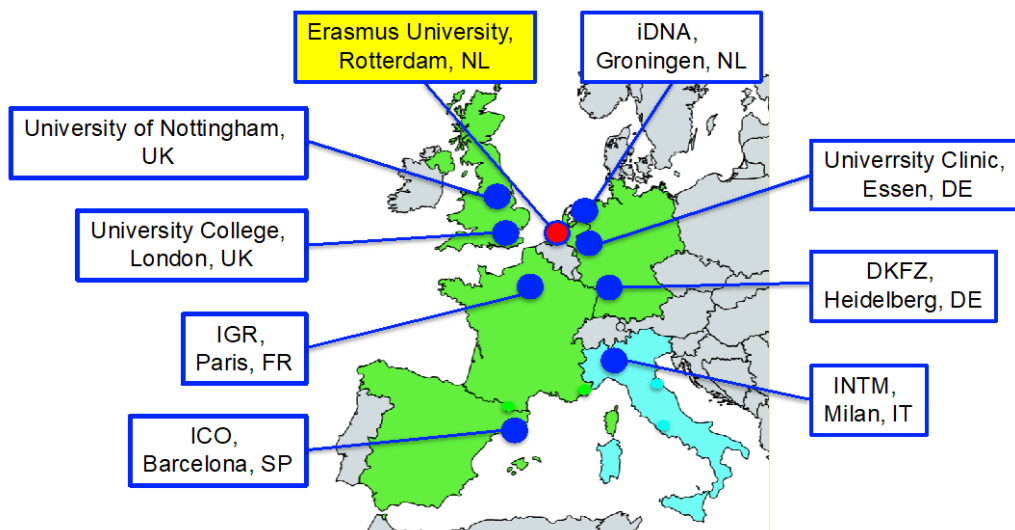 Erasmus University,
Rotterdam, NL
iDNA,
Groningen, NL
University of Nottingham,
UK
University Clinic,
Essen, DE
University College,
London, UK
DKFZ,
Heidelberg, DE
IGR,
Paris, FR
INTM,
Milan, IT
ICO,
Barcelona, SP